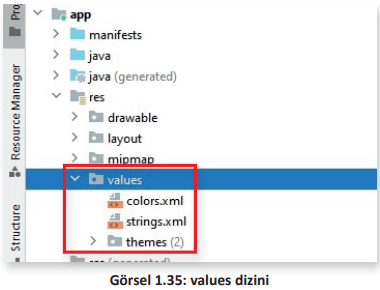 Pro
app
manifests
java
java (generated)
res
drawable
layout
mipmap
values
colors.xml
strings.xml
themes (2)
Resource Manager
Structure
Görsel 1.35: values dizini